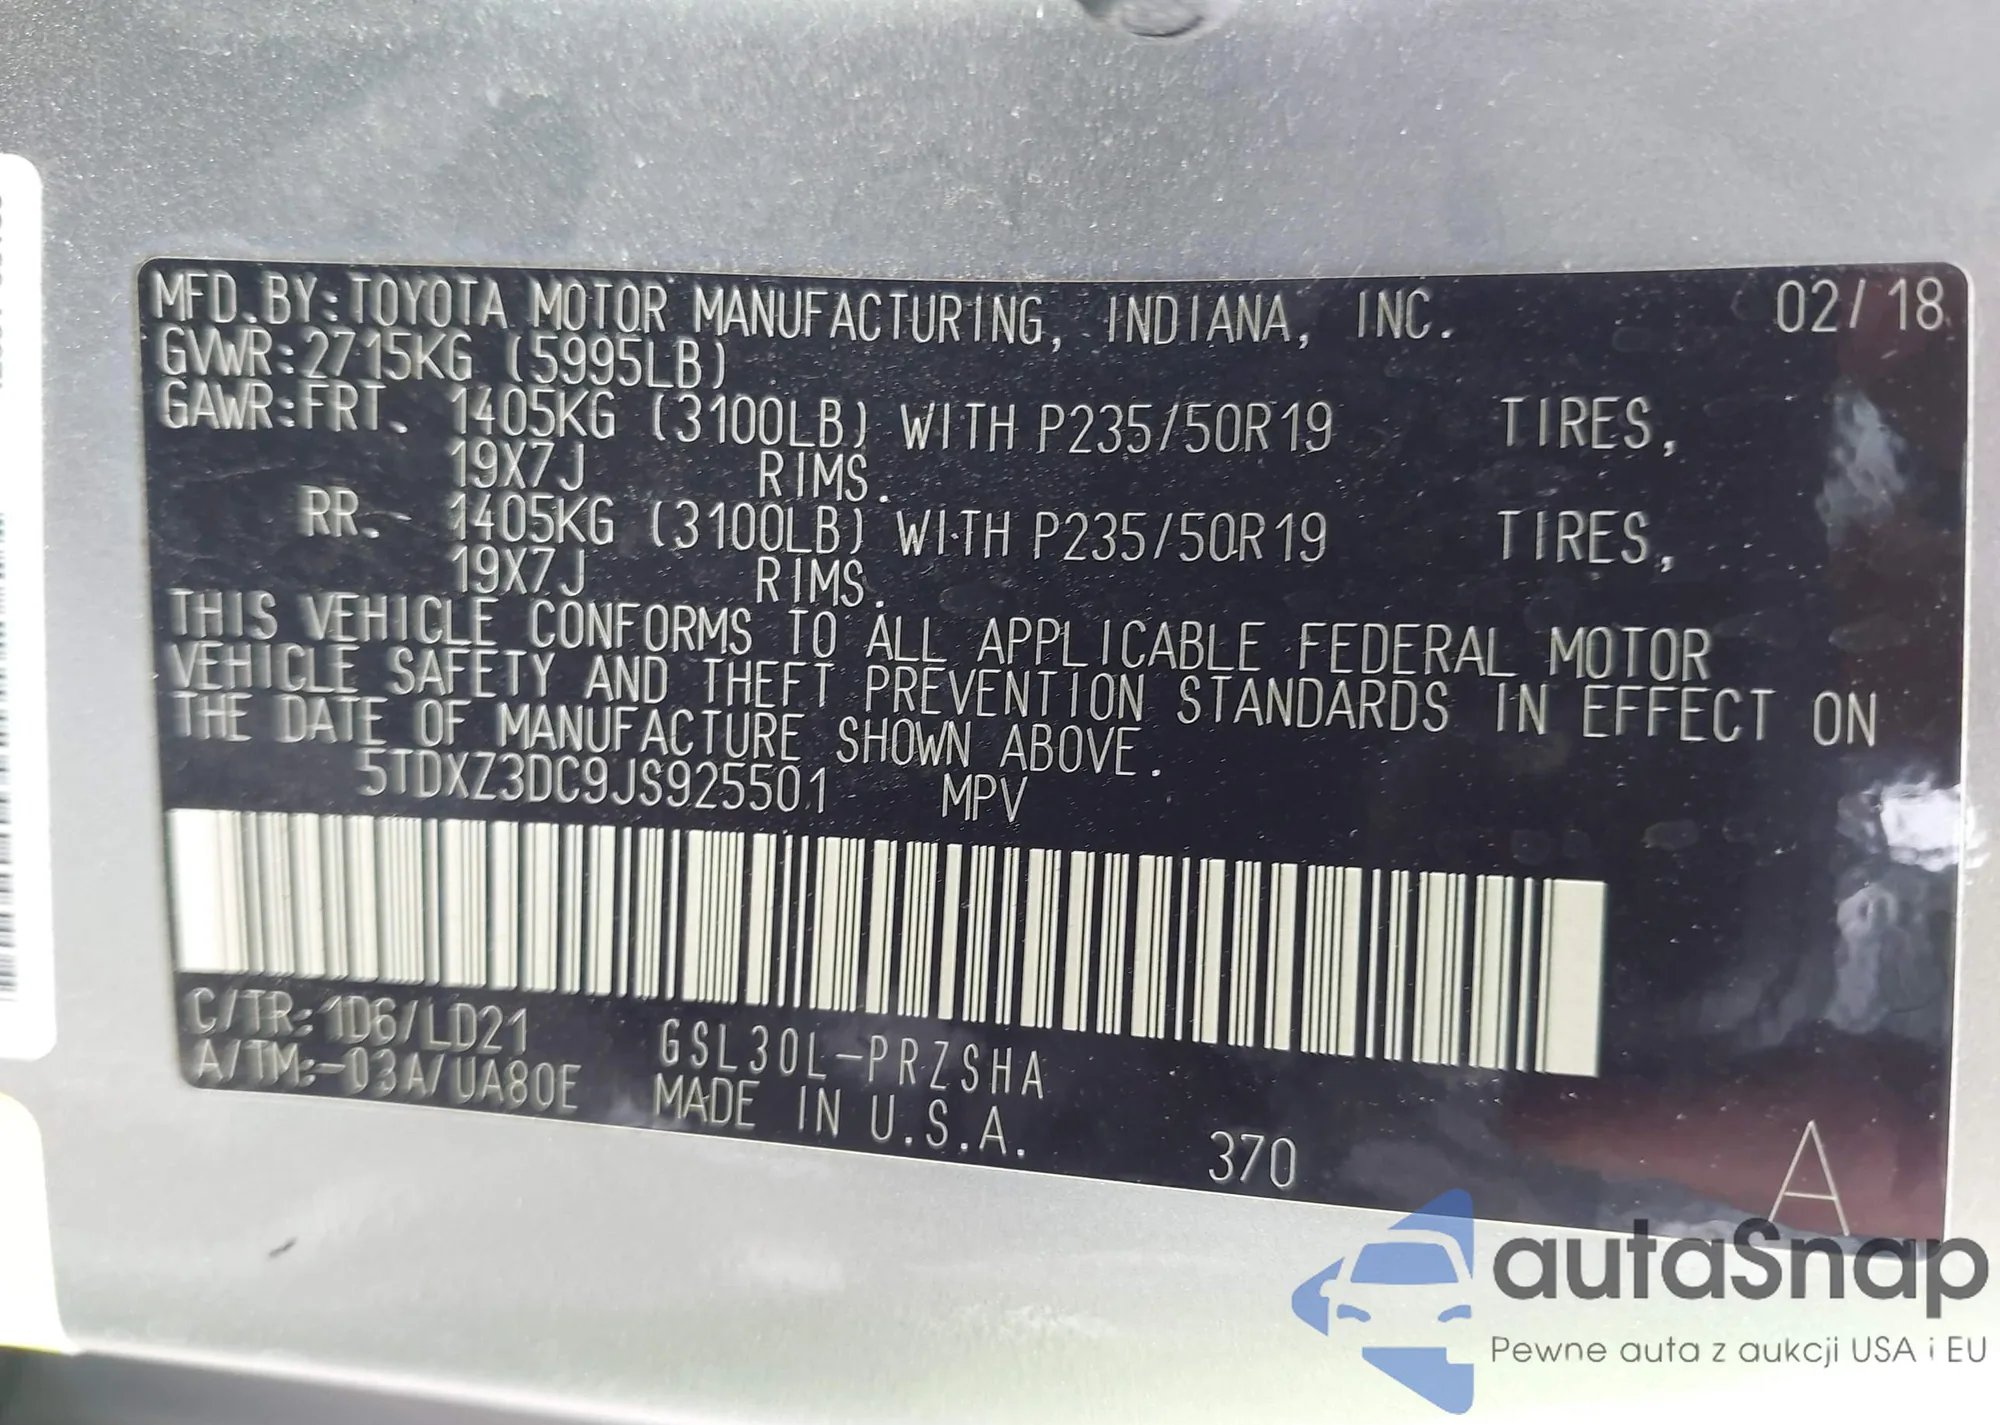 MFD. BY: TOYOTA MOTOR MANUFACTURING, INDIANA, INC. 02/18
GVWR: 2715KG (5995LB)
GAWR: FRT. 1405KG (3100LB) WITH P235/50R19 TIRES,
19X7J RIMS.
RR. - 1405KG (3100LB) WITH P235/50R19 TIRES,
19X7J RIMS.
THIS VEHICLE CONFORMS TO ALL APPLICABLE FEDERAL MOTOR
VEHICLE SAFETY AND THEFT PREVENTION STANDARDS IN EFFECT ON
THE DATE OF MANUFACTURE SHOWN ABOVE.
5TDXZ3DC9JS925501 MPV
C/TR: 1D6/LD21 GSL30L-PRZSHA
A/TM: -03A/UA80E MADE IN U.S.A.
370
A
autaSnap
Pewne auta z aukcji USA i EU